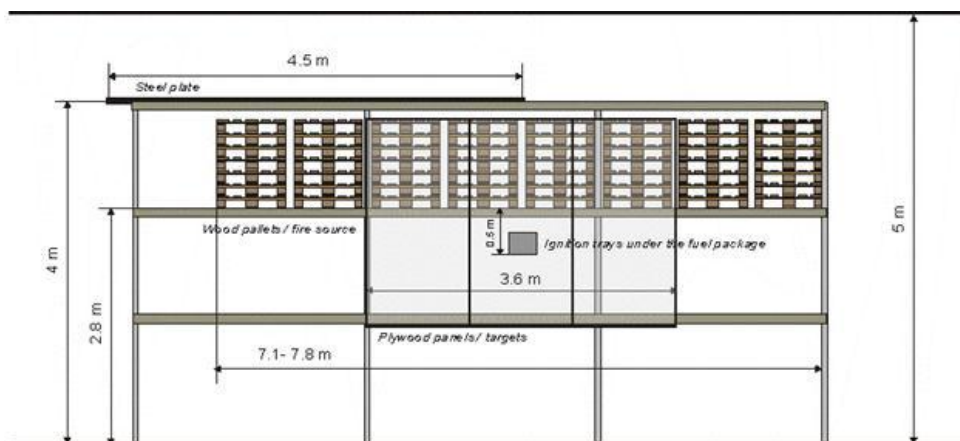 4.5 m
Steel plate
5 m
Wood pallets / fire source
0.5 m
Ignition trays under the fuel package
4 m
3.6 m
2.8 m
Plywood panels / targets
7.1- 7.8 m